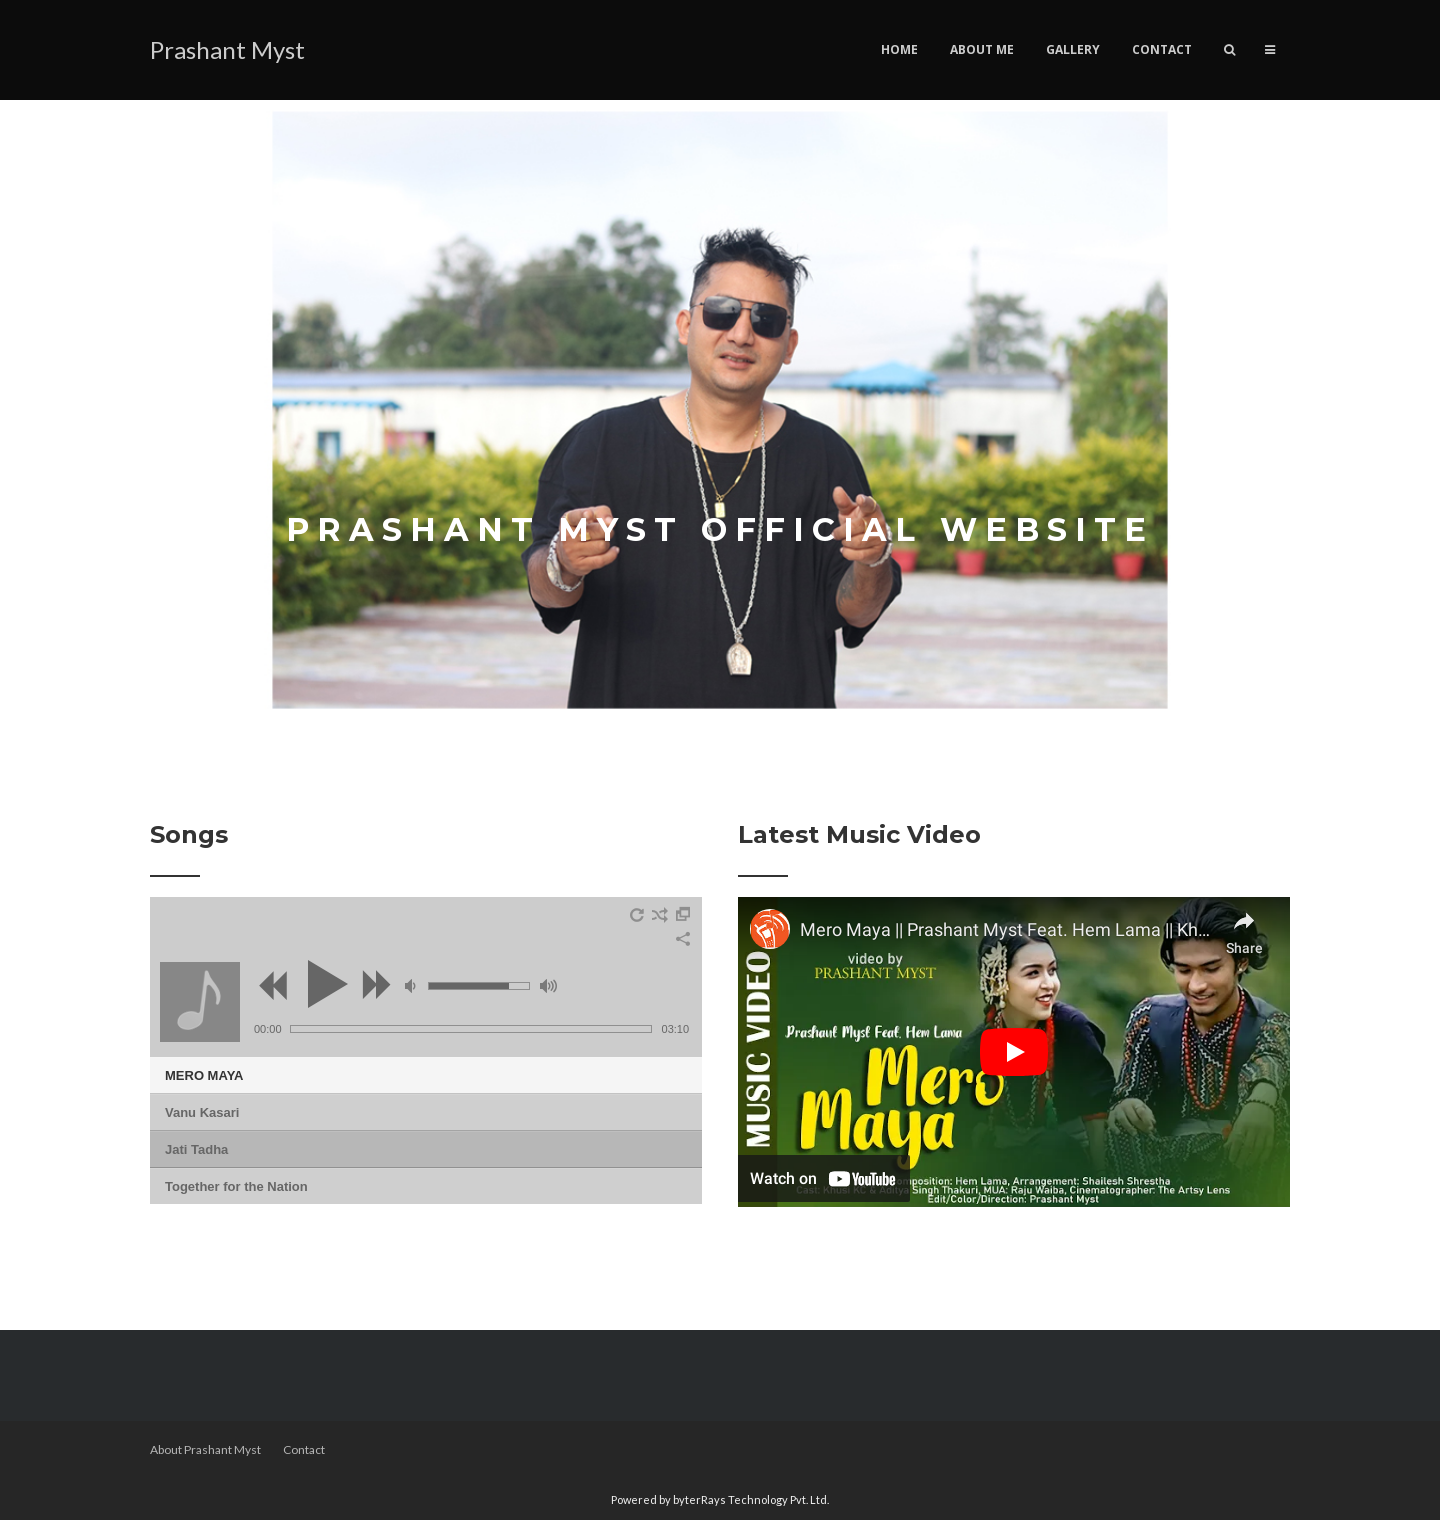 Prashant Myst
HOME ABOUT ME GALLERY CONTACT
PRASHANT MYST OFFICIAL WEBSITE
Songs
00:00 03:10
MERO MAYA
Vanu Kasari
Jati Tadha
Together for the Nation
Latest Music Video
Mero Maya || Prashant Myst Feat. Hem Lama || Kh...
Share
video by
PRASHANT MYST
MUSIC VIDEO
Prashant Myst Feat. Hem Lama
Mero
Maya
Watch on YouTube
Composition: Hem Lama, Arrangement: Shailesh Shrestha
Cast: Khusi KC & Aditya Singh Thakuri, MUA: Raju Waiba, Cinematographer: The Artsy Lens
Edit/Color/Direction: Prashant Myst
About Prashant Myst Contact
Powered by byterRays Technology Pvt. Ltd.